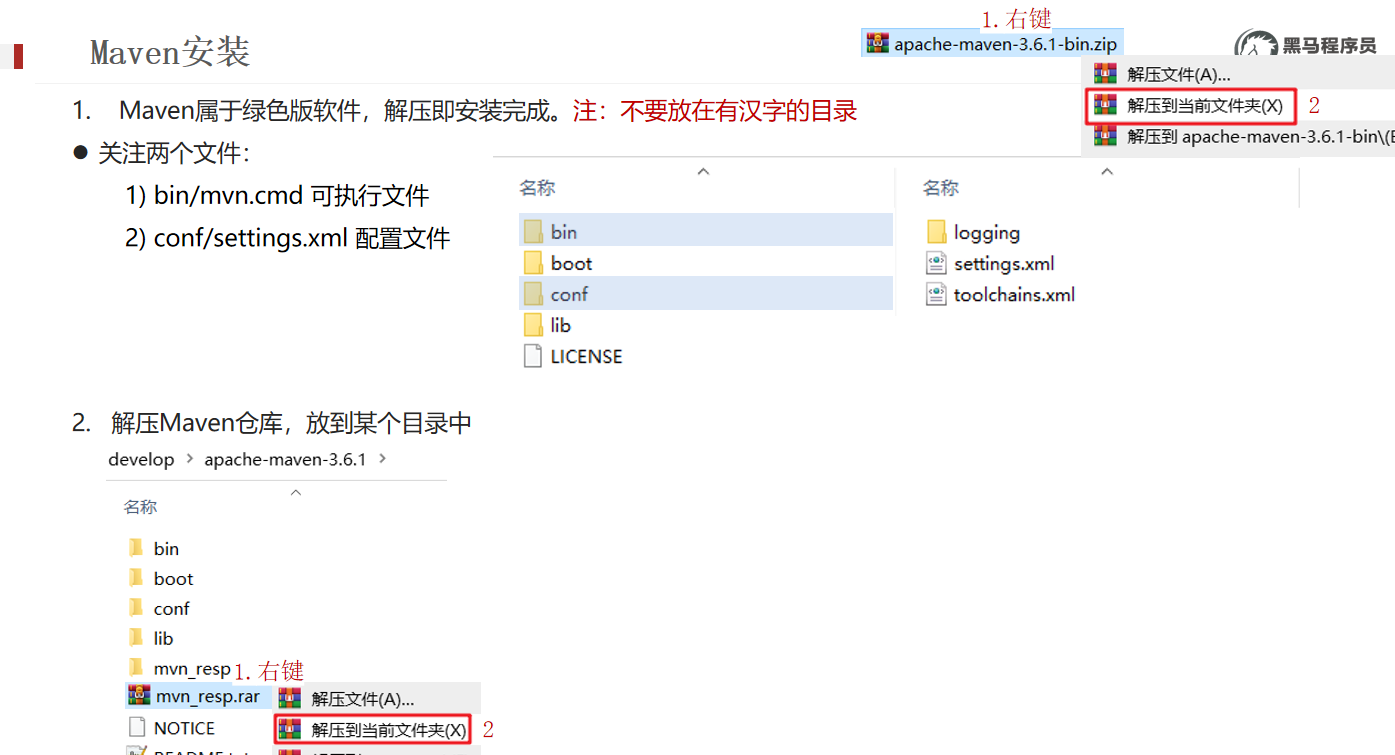 Maven安装
1. 右键
apache-maven-3.6.1-bin.zip
黑马程序员
解压文件(A)...
解压到当前文件夹(X)
2
解压到 apache-maven-3.6.1-bin\(E
1. Maven属于绿色版软件，解压即安装完成。注：不要放在有汉字的目录
● 关注两个文件：
1) bin/mvn.cmd 可执行文件
2) conf/settings.xml 配置文件
名称
bin
boot
conf
lib
LICENSE
名称
logging
settings.xml
toolchains.xml
2. 解压Maven仓库，放到某个目录中
develop > apache-maven-3.6.1 >
名称
bin
boot
conf
lib
mvn_resp
1. 右键
mvn_resp.rar
解压文件(A)...
NOTICE
解压到当前文件夹(X)
2